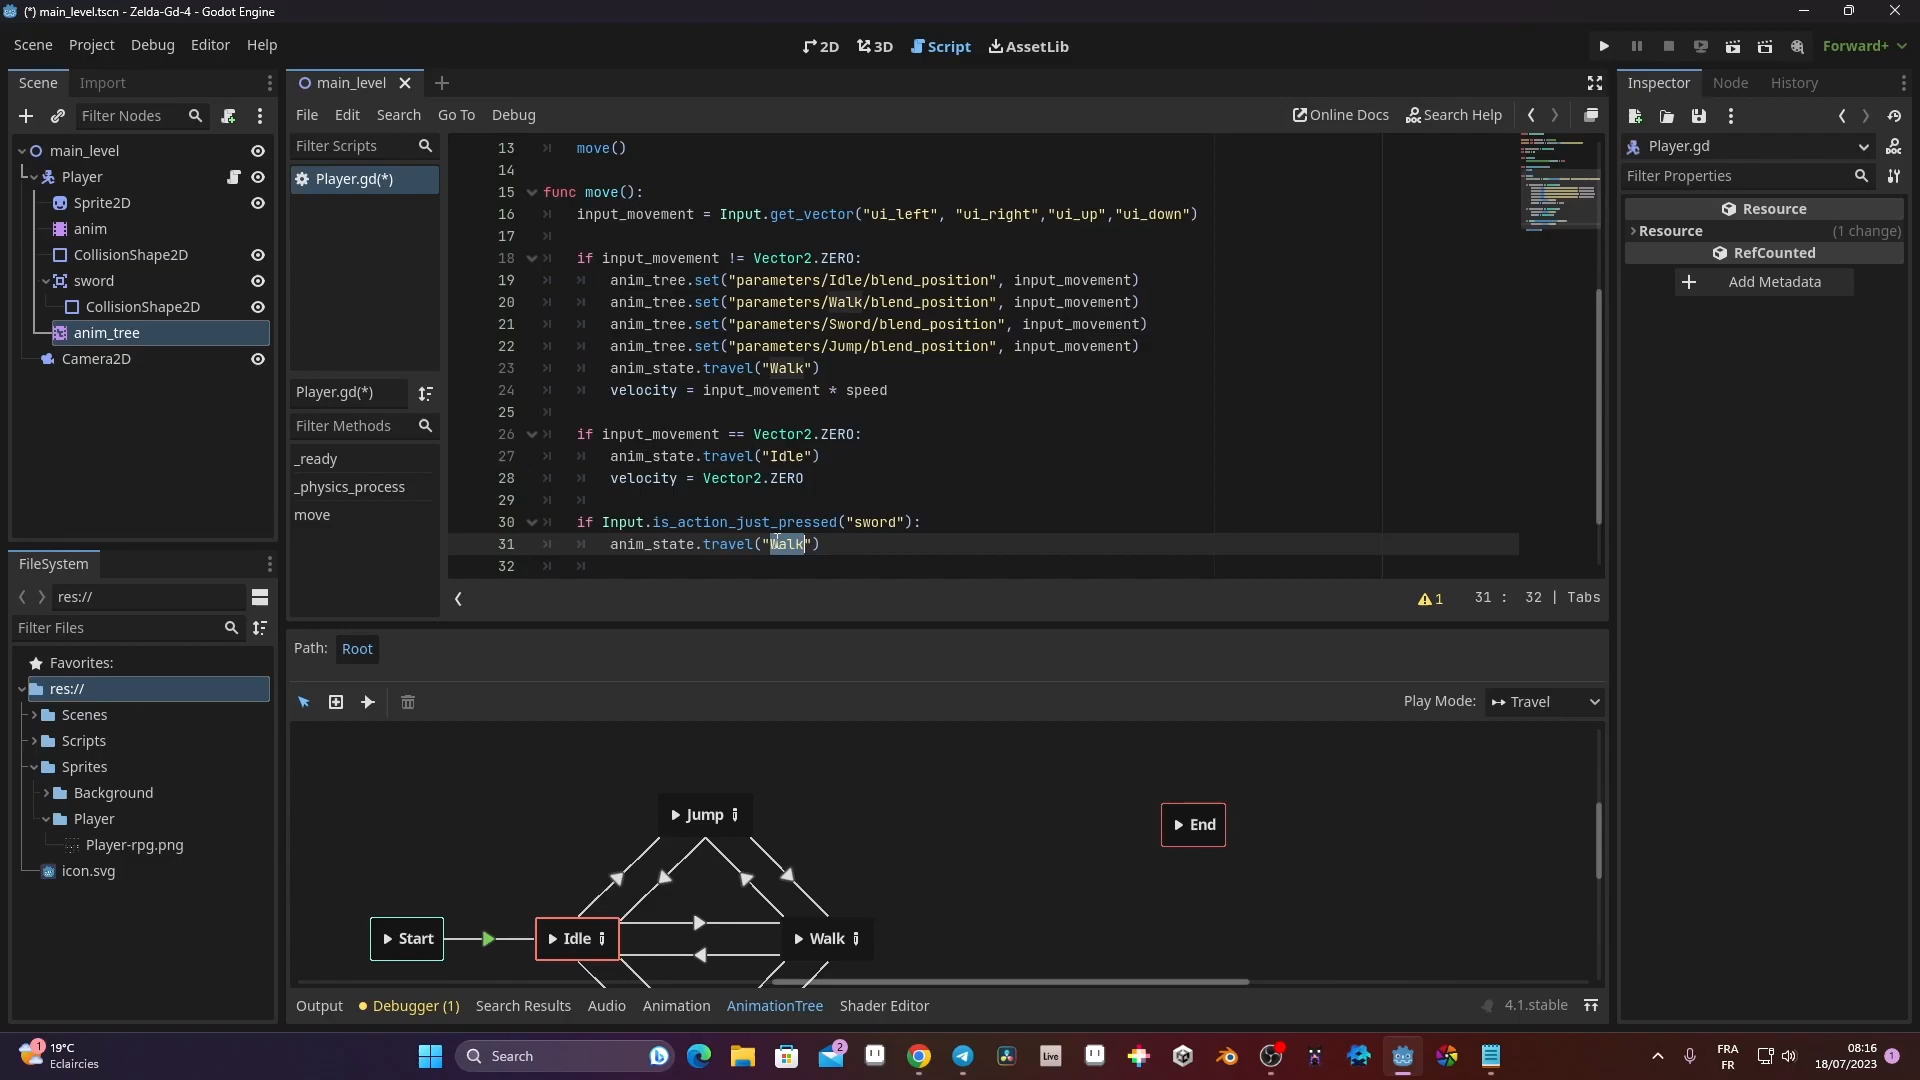 (*) main_level.tscn - Zelda-Gd-4 - Godot Engine
Scene Project Debug Editor Help
2D 3D Script AssetLib
Forward+
Scene Import
Filter Nodes
main_level
Player
Sprite2D
anim
CollisionShape2D
sword
CollisionShape2D
anim_tree
Camera2D
FileSystem
res://
Filter Files
Favorites:
res://
Scenes
Scripts
Sprites
Background
Player
Player-rpg.png
icon.svg
main_level
File Edit Search Go To Debug
Online Docs Search Help
Filter Scripts
Player.gd(*)
Player.gd(*)
Filter Methods
_ready
_physics_process
move
13 move()
14
15 func move():
16 input_movement = Input.get_vector("ui_left", "ui_right","ui_up","ui_down")
17
18 if input_movement != Vector2.ZERO:
19 anim_tree.set("parameters/Idle/blend_position", input_movement)
20 anim_tree.set("parameters/Walk/blend_position", input_movement)
21 anim_tree.set("parameters/Sword/blend_position", input_movement)
22 anim_tree.set("parameters/Jump/blend_position", input_movement)
23 anim_state.travel("Walk")
24 velocity = input_movement * speed
25
26 if input_movement == Vector2.ZERO:
27 anim_state.travel("Idle")
28 velocity = Vector2.ZERO
29
30 if Input.is_action_just_pressed("sword"):
31 anim_state.travel("Walk")
32
1 31 : 32 | Tabs
Path: Root
Play Mode: Travel
Jump
End
Start
Idle
Walk
Output Debugger (1) Search Results Audio Animation AnimationTree Shader Editor
4.1.stable
Inspector Node History
Player.gd
Filter Properties
Resource
Resource (1 change)
RefCounted
Add Metadata
1
19°C
Eclaircies
Search
2
Live
FRA
FR
08:16
18/07/2023
1